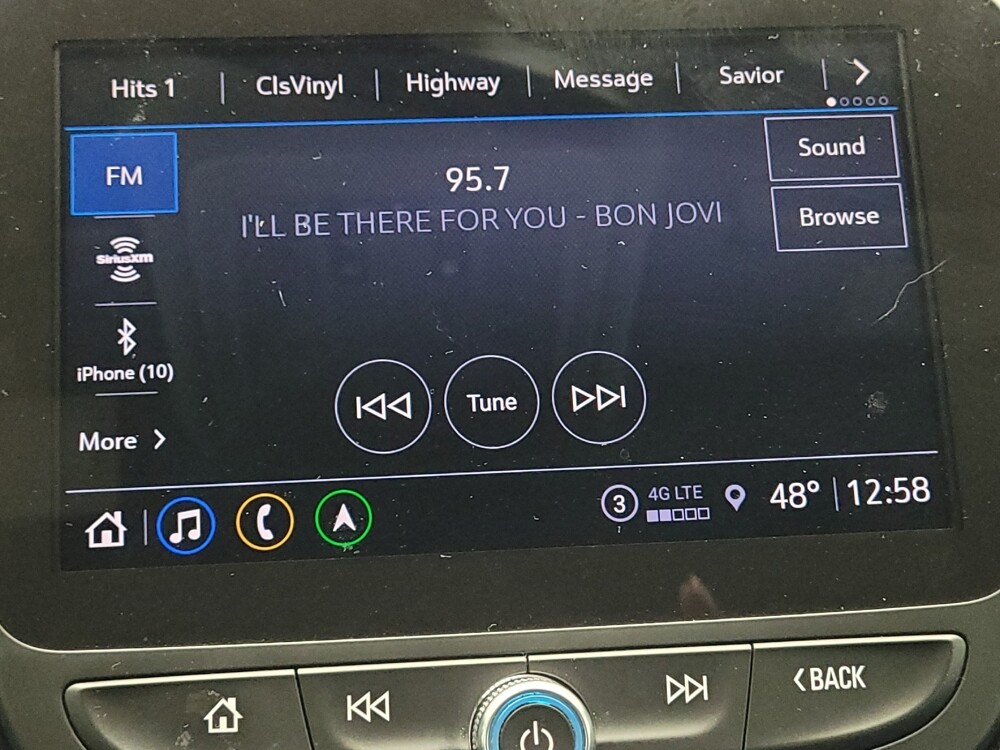 Hits 1 | ClsVinyl | Highway | Message | Savior
FM
95.7
I'LL BE THERE FOR YOU - BON JOVI
Sound
Browse
SiriusXM
iPhone (10)
More
Tune
3 4G LTE 48° 12:58
BACK